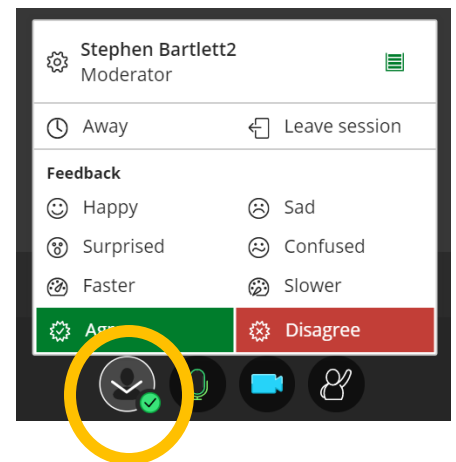 Stephen Bartlett2
Moderator
Away
Leave session
Feedback
Happy
Sad
Surprised
Confused
Faster
Slower
Disagree